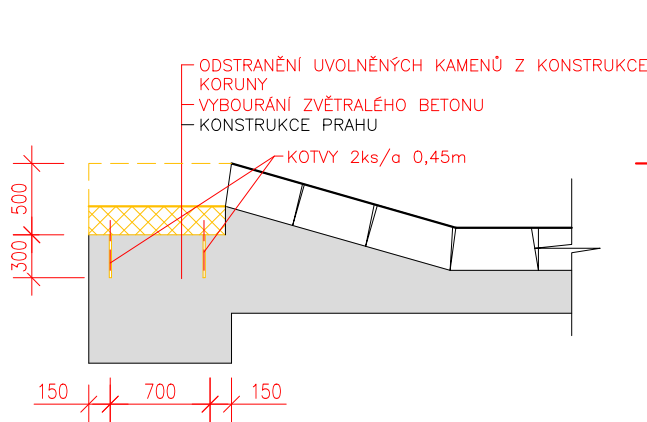 ODSTRANĚNÍ UVOLNĚNÝCH KAMENŮ Z KONSTRUKCE
KORUNY
VYBOURÁNÍ ZVĚTRALÉHO BETONU
KONSTRUKCE PRAHU
KOTVY 2ks/a 0,45m
500
300
150
700
150